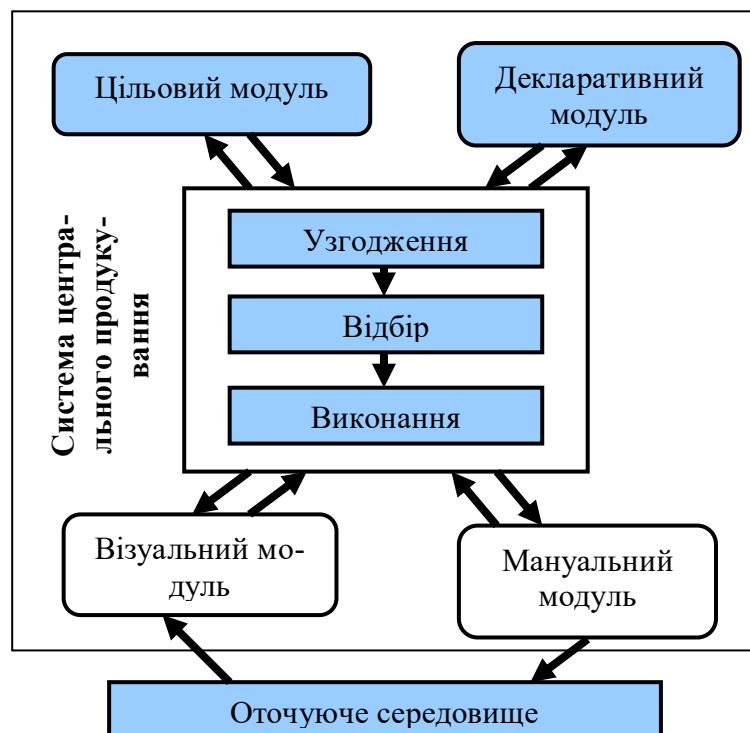 Цільовий модуль
Декларативний
модуль
Система центра-
льного продуку-
вання
Узгодження
Відбір
Виконання
Візуальний мо-
дуль
Мануальний
модуль
Оточуюче середовище